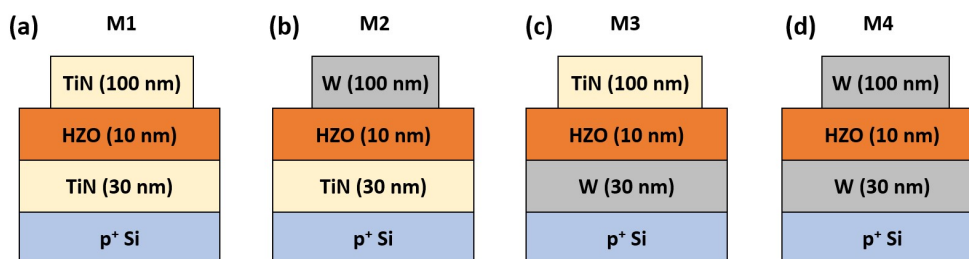 (a) M1
TiN (100 nm)
HZO (10 nm)
TiN (30 nm)
p⁺ Si
(b) M2
W (100 nm)
HZO (10 nm)
TiN (30 nm)
p⁺ Si
(c) M3
TiN (100 nm)
HZO (10 nm)
W (30 nm)
p⁺ Si
(d) M4
W (100 nm)
HZO (10 nm)
W (30 nm)
p⁺ Si